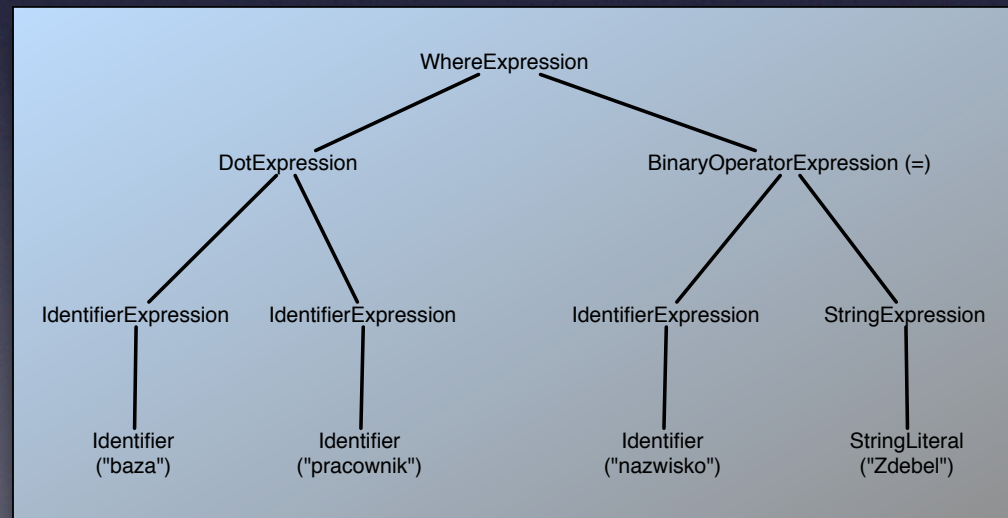 WhereExpression
DotExpression
BinaryOperatorExpression (=)
IdentifierExpression
IdentifierExpression
IdentifierExpression
StringExpression
Identifier
("baza")
Identifier
("pracownik")
Identifier
("nazwisko")
StringLiteral
("Zdebel")